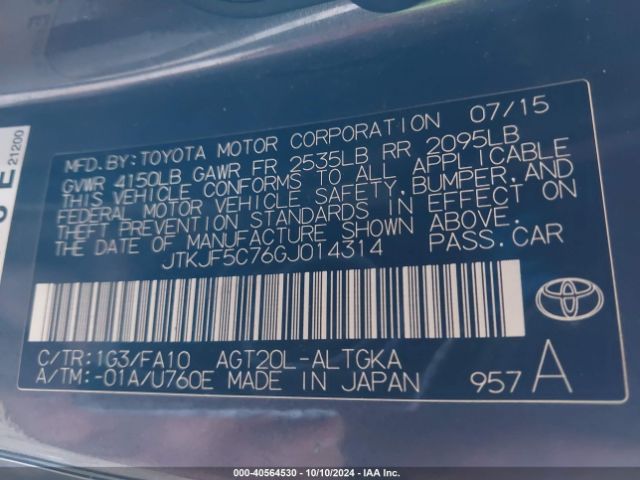 E
21200
07/15
MFD. BY: TOYOTA MOTOR CORPORATION
GVWR 4150LB GAWR FR 2535LB RR 2095LB
THIS VEHICLE CONFORMS TO ALL APPLICABLE
FEDERAL MOTOR VEHICLE SAFETY, BUMPER, AND
THEFT PREVENTION STANDARDS IN EFFECT ON
THE DATE OF MANUFACTURE SHOWN ABOVE.
JTKJF5C76GJ014314 PASS. CAR
C/TR: 1G3/FA10 AGT20L-ALTGKA
A/TM: -01A/U760E MADE IN JAPAN 957 A
000-40564530 - 10/10/2024 - IAA Inc.